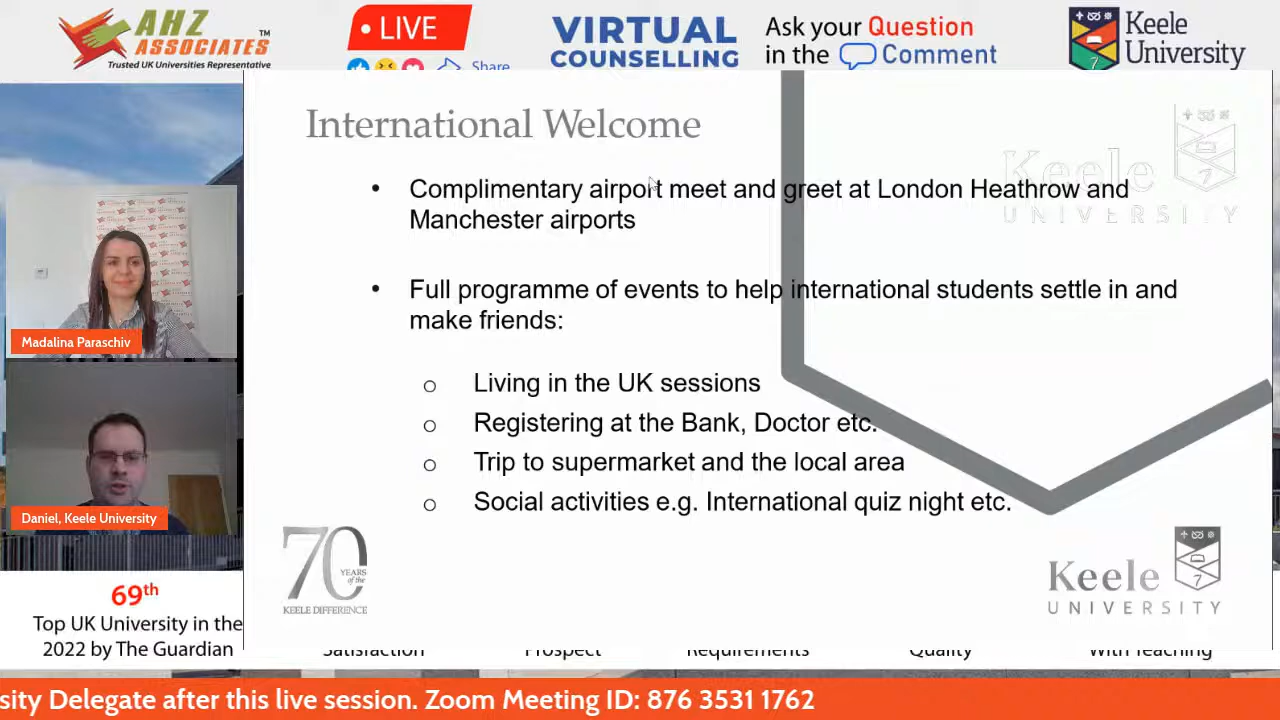 AHZ
ASSOCIATES
™
Trusted UK Universities Representative
• LIVE
Share
VIRTUAL
COUNSELLING
Ask your Question
in the Comment
Keele
University
International Welcome
Keele
UNIVERSITY
• Complimentary airport meet and greet at London Heathrow and
Manchester airports
• Full programme of events to help international students settle in and
make friends:
o Living in the UK sessions
o Registering at the Bank, Doctor etc.
o Trip to supermarket and the local area
o Social activities e.g. International quiz night etc.
Madalina Paraschiv
Daniel, Keele University
70
YEARS
of the
KEELE DIFFERENCE
Keele
UNIVERSITY
69th
Top UK University in the
2022 by The Guardian
Satisfaction
Prospect
Requirements
Quality
With Teaching
sity Delegate after this live session. Zoom Meeting ID: 876 3531 1762